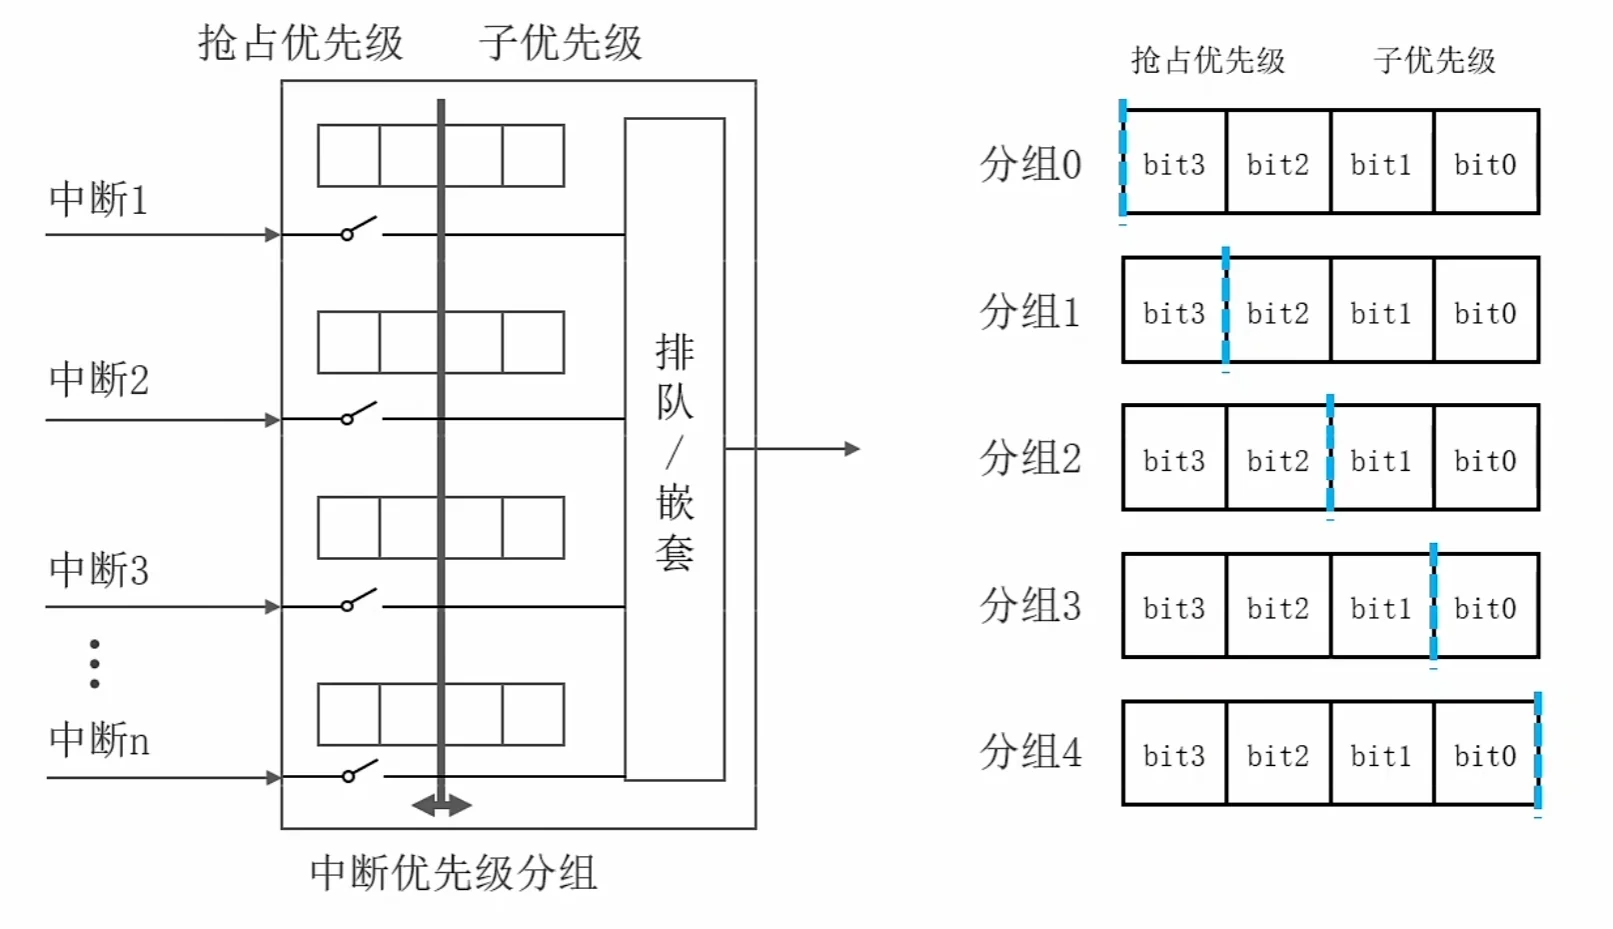 抢占优先级 子优先级
中断1
中断2
中断3
中断n
排队/嵌套
中断优先级分组
抢占优先级 子优先级
分组0 bit3 bit2 bit1 bit0
分组1 bit3 bit2 bit1 bit0
分组2 bit3 bit2 bit1 bit0
分组3 bit3 bit2 bit1 bit0
分组4 bit3 bit2 bit1 bit0